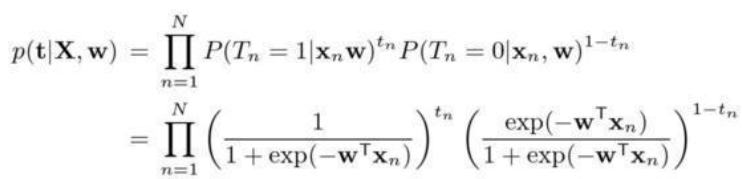 p(𝐭|𝐗, 𝐰) = ∏_{n=1}^{N} P(T_n = 1|𝐱_n𝐰)^{t_n} P(T_n = 0|𝐱_n, 𝐰)^{1−t_n}
= ∏_{n=1}^{N} (1 / (1 + exp(−𝐰^⊤𝐱_n)))^{t_n} (exp(−𝐰^⊤𝐱_n) / (1 + exp(−𝐰^⊤𝐱_n)))^{1−t_n}